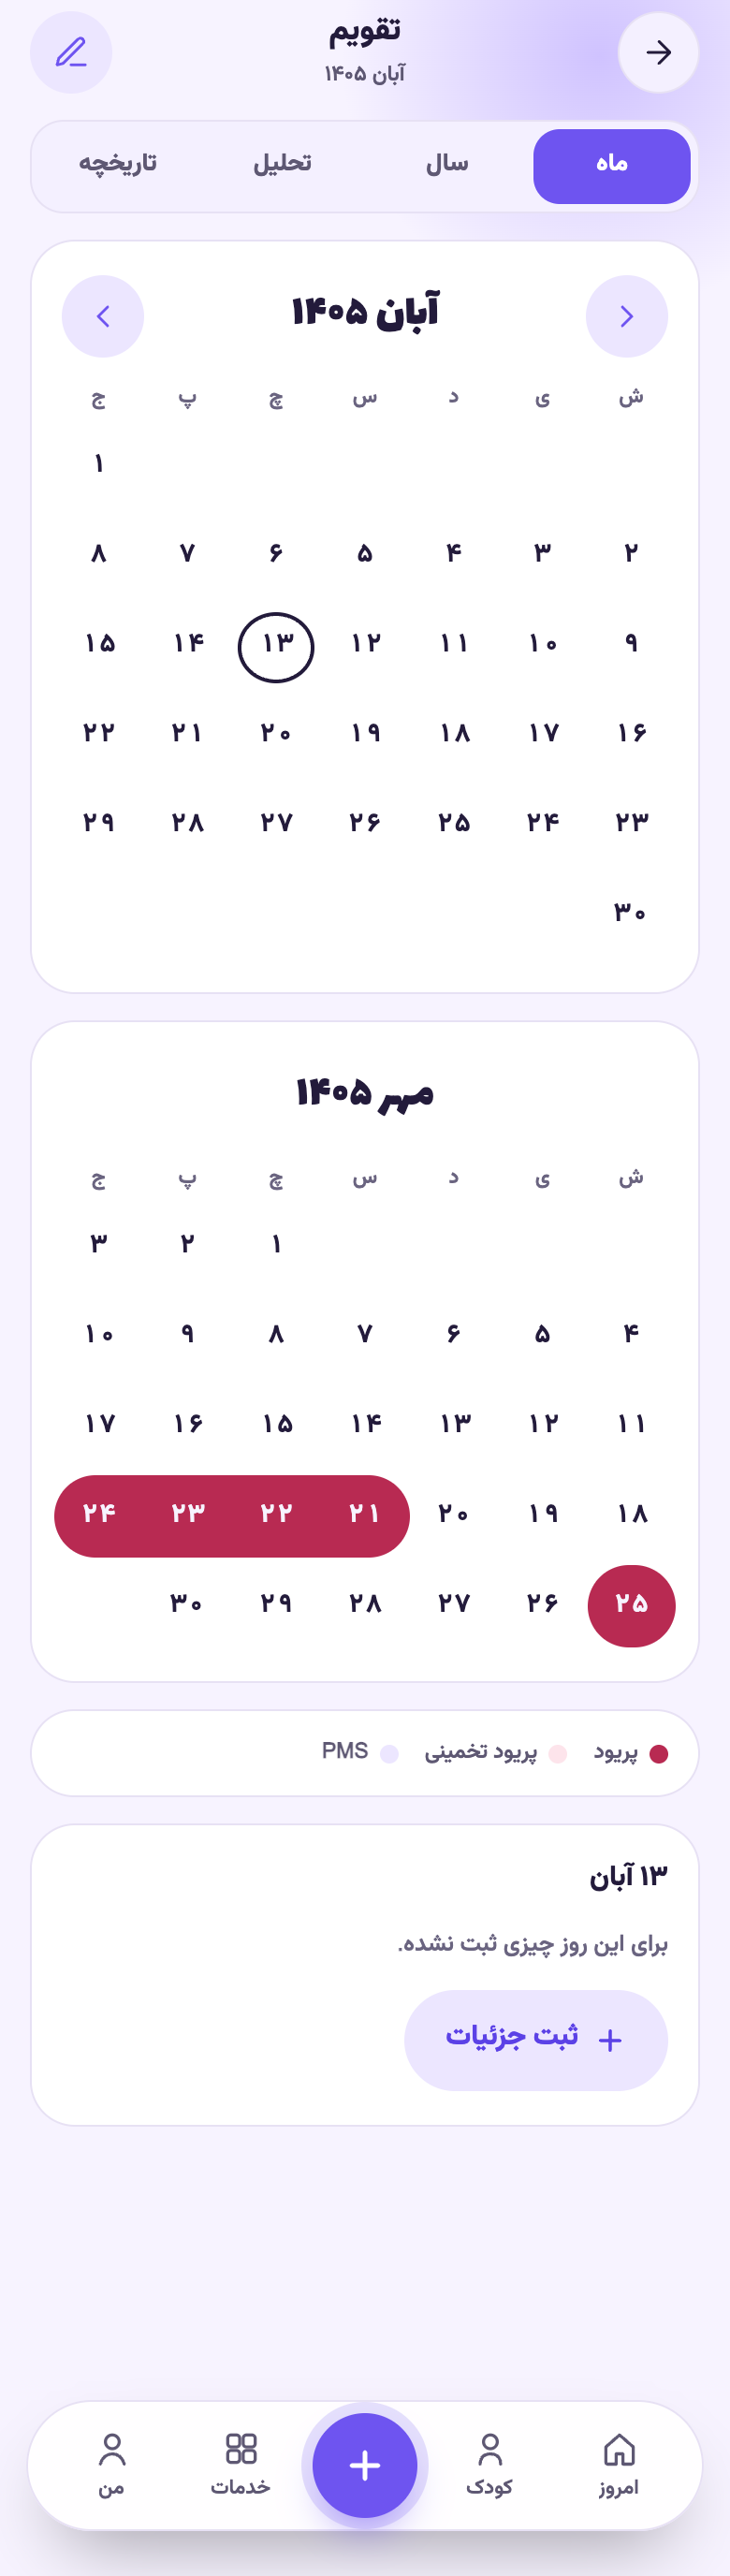 تقویم
آبان ۱۴۰۵
ماه سال تحلیل تاریخچه
آبان ۱۴۰۵
ش ی د س چ پ ج
۱
۲ ۳ ۴ ۵ ۶ ۷ ۸
۹ ۱۰ ۱۱ ۱۲ ۱۳ ۱۴ ۱۵
۱۶ ۱۷ ۱۸ ۱۹ ۲۰ ۲۱ ۲۲
۲۳ ۲۴ ۲۵ ۲۶ ۲۷ ۲۸ ۲۹
۳۰
مهر ۱۴۰۵
ش ی د س چ پ ج
۱ ۲ ۳
۴ ۵ ۶ ۷ ۸ ۹ ۱۰
۱۱ ۱۲ ۱۳ ۱۴ ۱۵ ۱۶ ۱۷
۱۸ ۱۹ ۲۰ ۲۱ ۲۲ ۲۳ ۲۴
۲۵ ۲۶ ۲۷ ۲۸ ۲۹ ۳۰
پریود پریود تخمینی PMS
۱۳ آبان
برای این روز چیزی ثبت نشده.
ثبت جزئیات
امروز کودک خدمات من